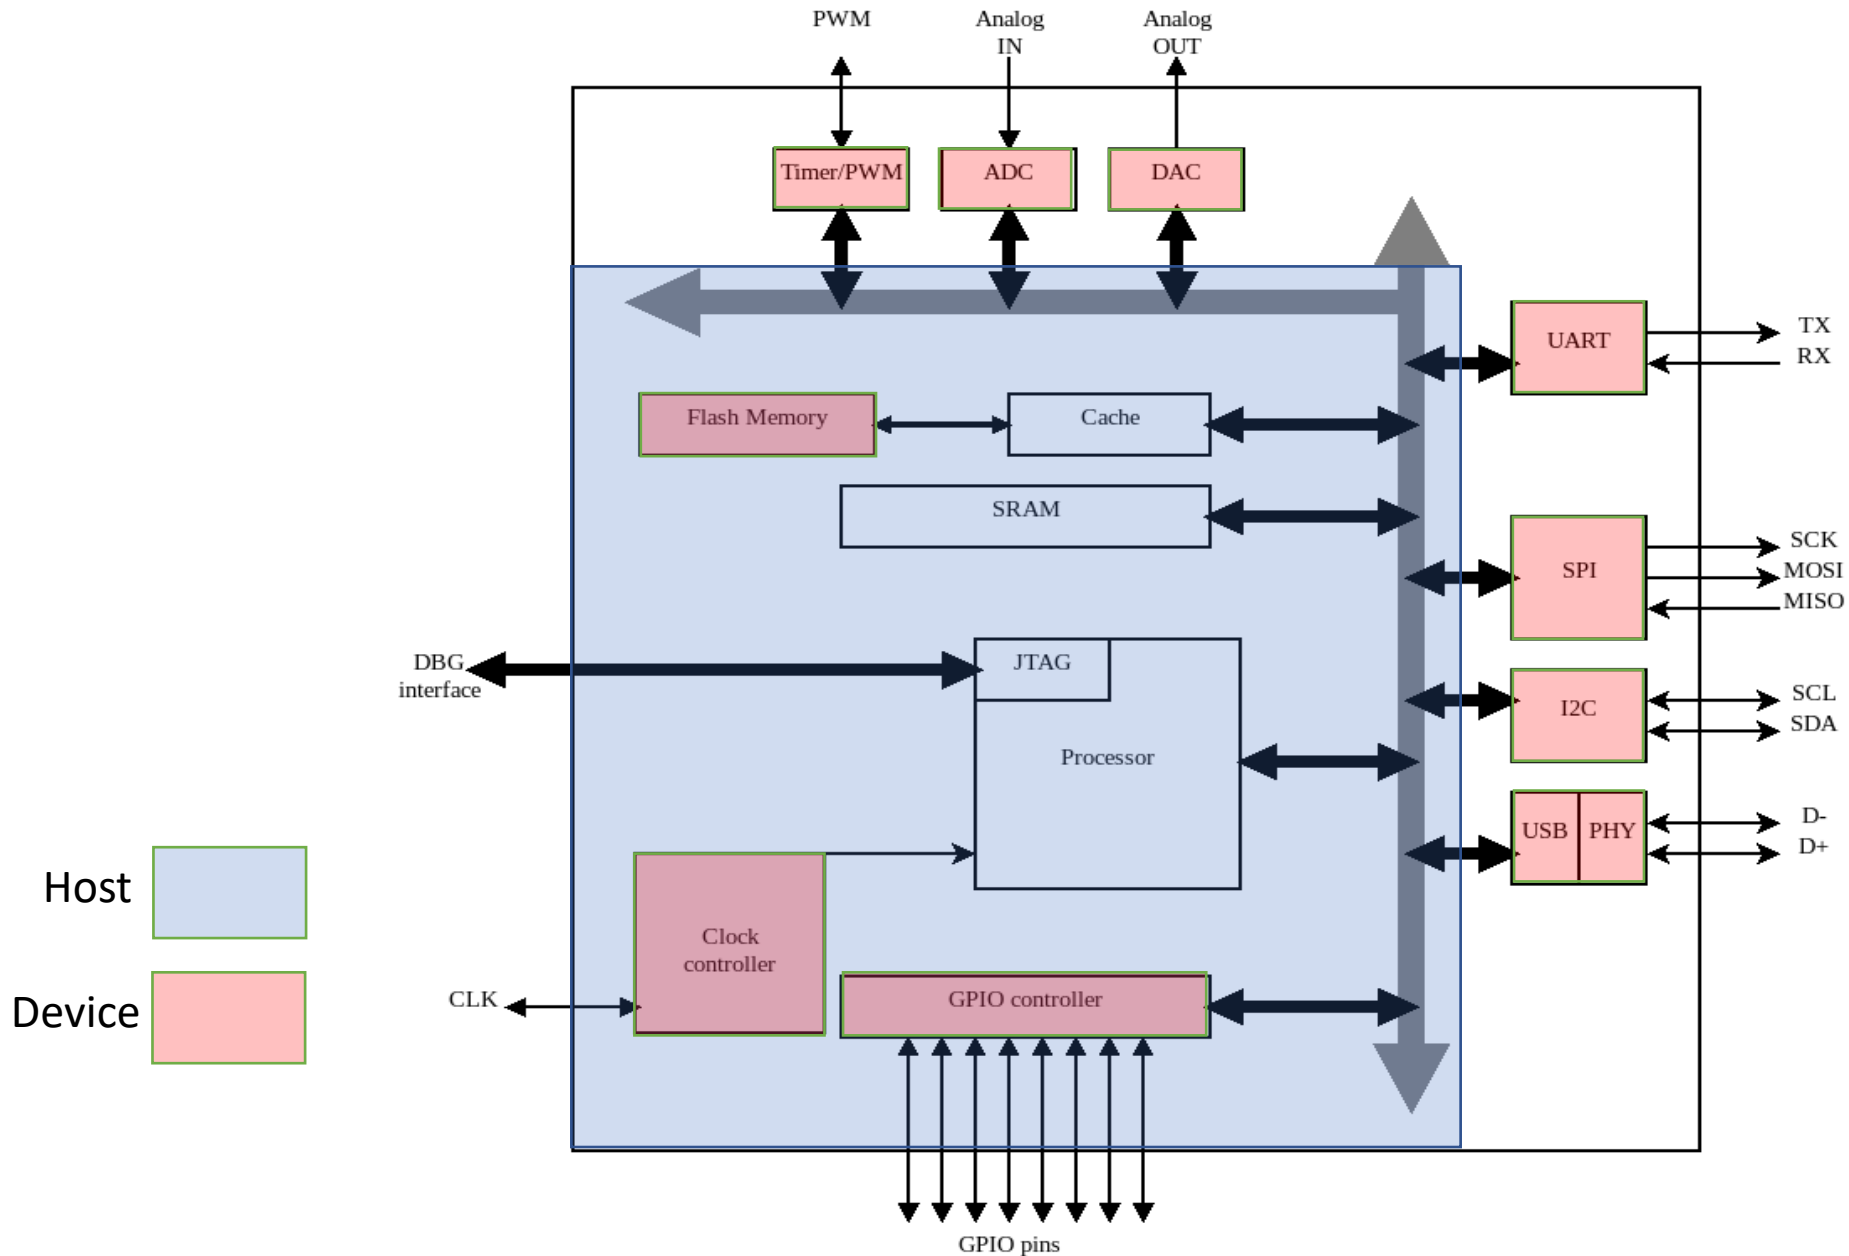 PWM
Analog
IN
Analog
OUT
Timer/PWM
ADC
DAC
UART
TX
RX
Flash Memory
Cache
SRAM
SPI
SCK
MOSI
MISO
DBG
interface
JTAG
Processor
I2C
SCL
SDA
USB
PHY
D-
D+
Host
Device
Clock
controller
CLK
GPIO controller
GPIO pins